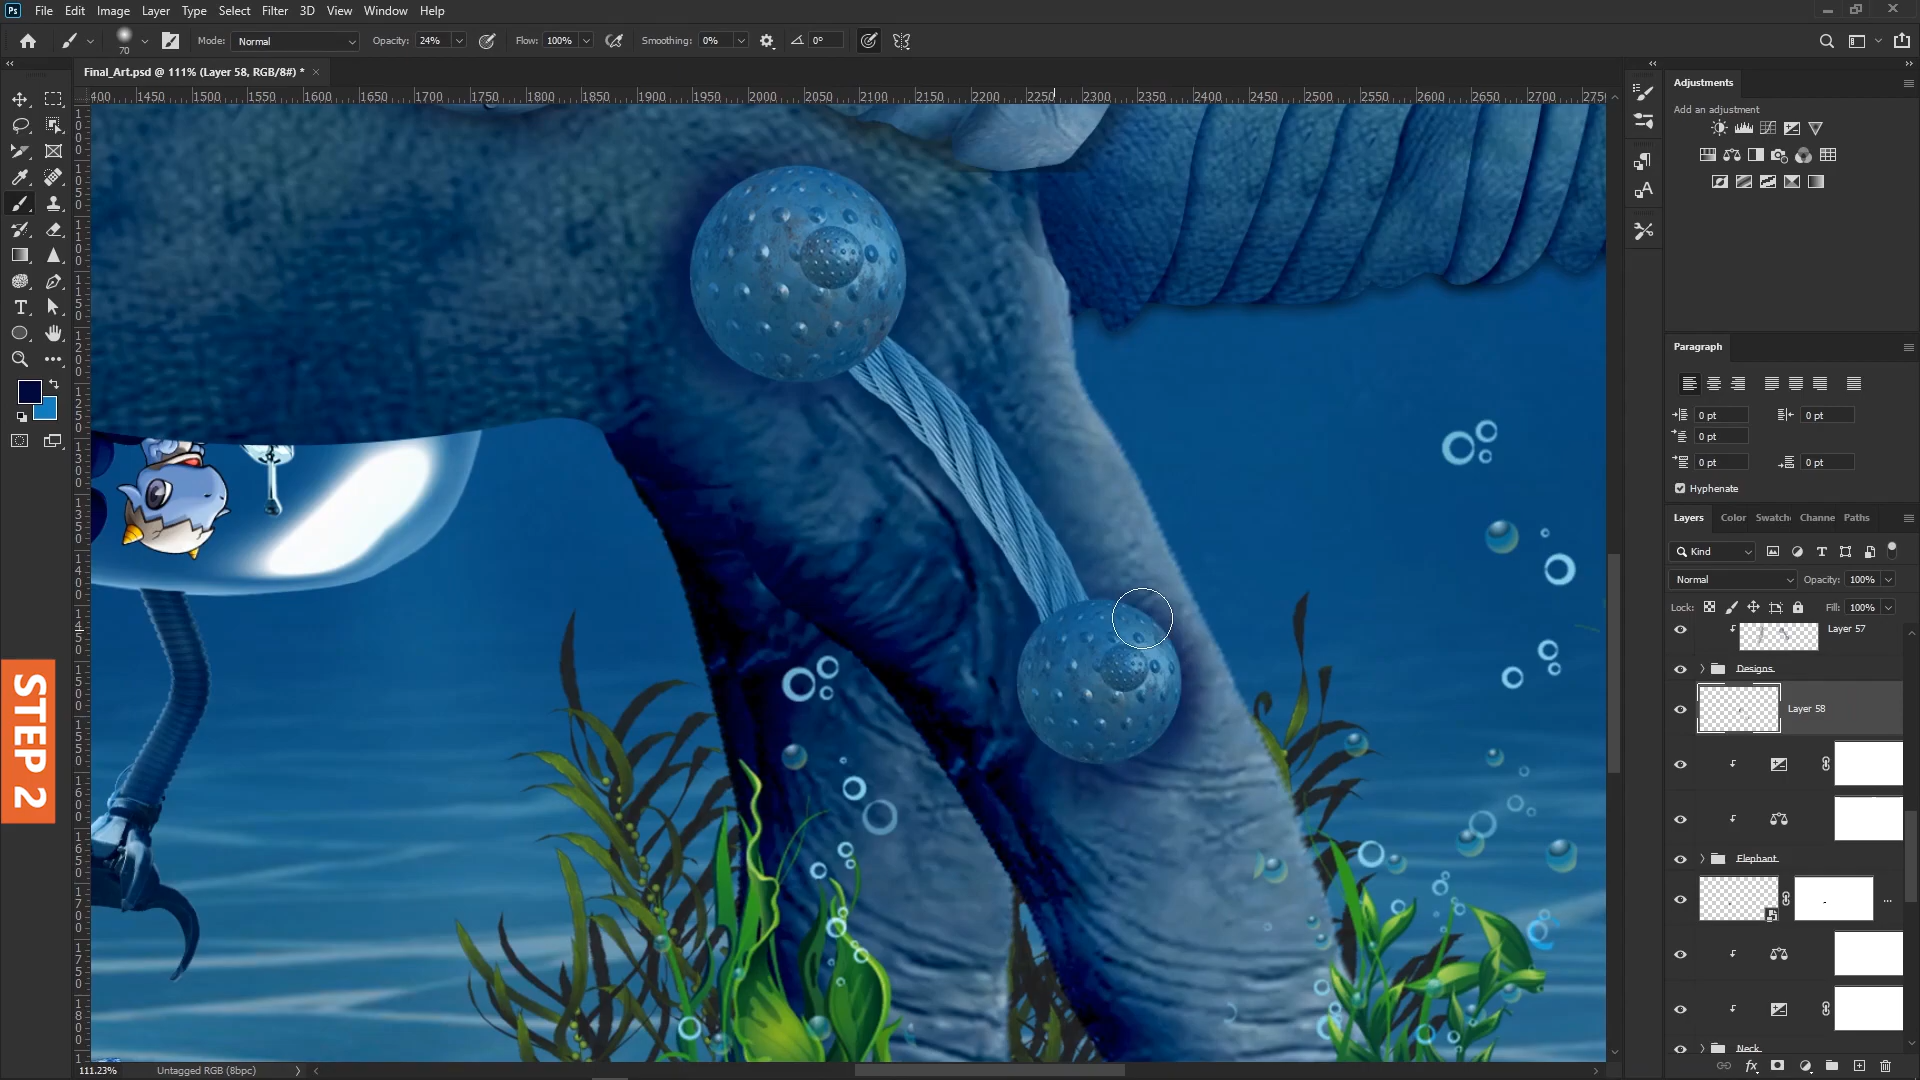 Ps File Edit Image Layer Type Select Filter 3D View Window Help
70 Mode: Normal Opacity: 24% Flow: 100% Smoothing: 0% 0°
Final_Art.psd @ 111% (Layer 58, RGB/8#) * ×
400 1450 1500 1550 1600 1650 1700 1750 1800 1850 1900 1950 2000 2050 2100 2150 2200 2250 2300 2350 2400 2450 2500 2550 2600 2650 2700 2750
Adjustments
Add an adjustment
Paragraph
0 pt 0 pt
0 pt
0 pt 0 pt
Hyphenate
Layers Color Swatch Channe Paths
Kind
Normal Opacity: 100%
Lock: Fill: 100%
Layer 57
Designs
Layer 58
Elephant
Neck
STEP 2
111.23% Untagged RGB (8bpc)